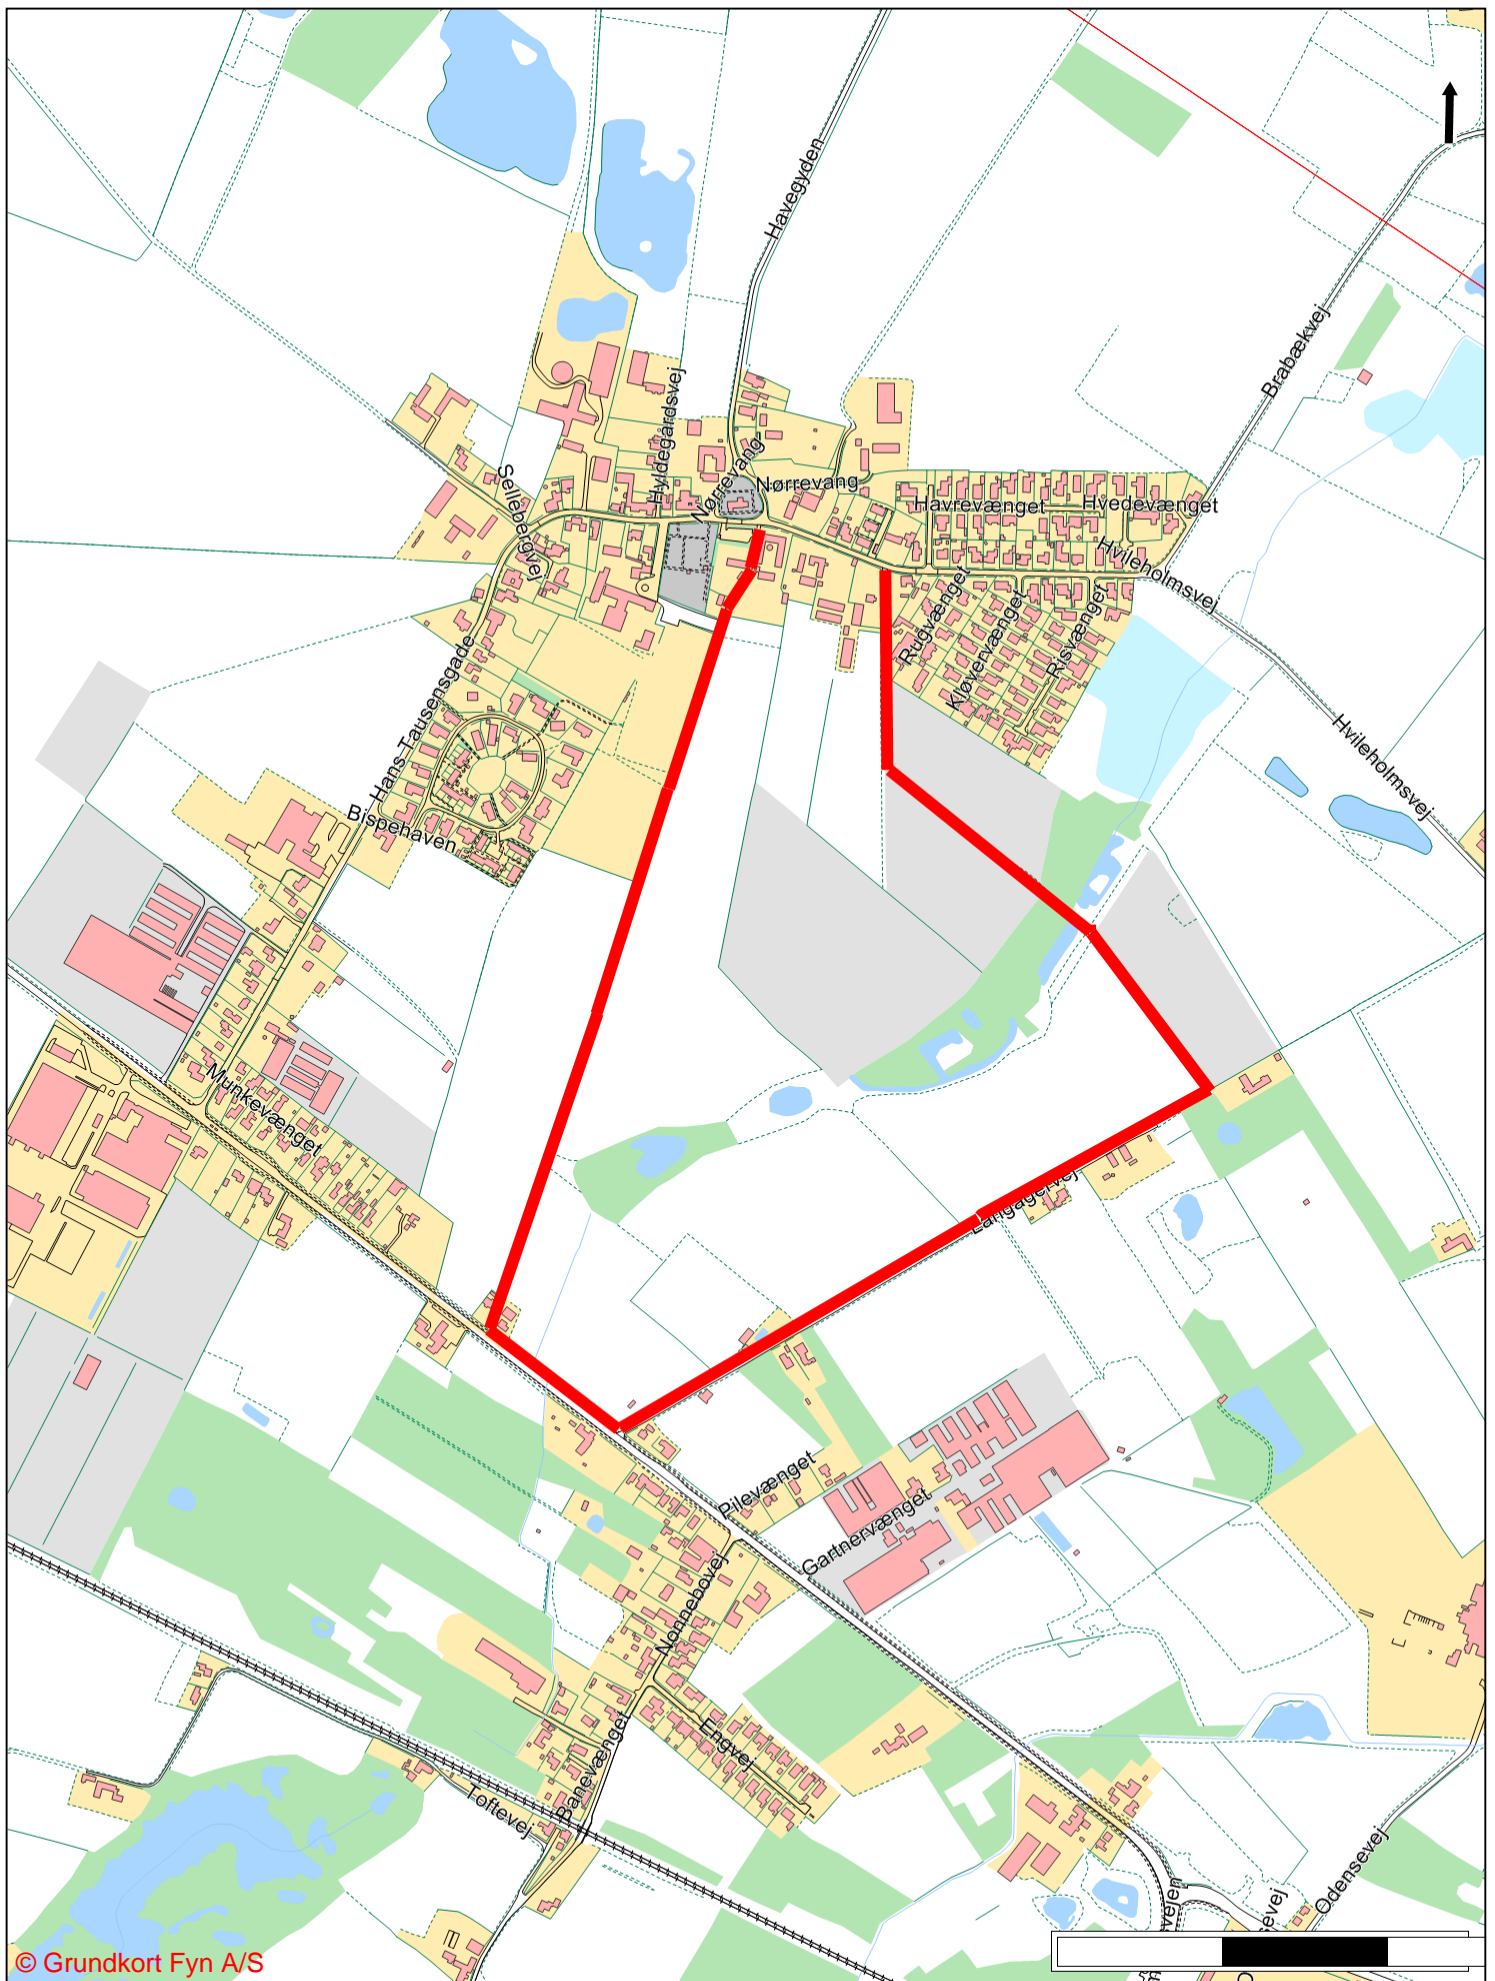 Havegyden
Brabækvej
Hyldegårdsvej
Nørrevang
Nørrevang
Sellebergvej
Havrevænget
Hvedevænget
Hvileholmsvej
Rugvænget
Kløvervænget
Risvænget
Hans Tausensgade
Hvileholmsvej
Bispehaven
Munkevænget
Langagervej
Pilevænget
Gartnervænget
Nonnebovej
Engvej
Banevænget
Toftevej
Odensevej
© Grundkort Fyn A/S